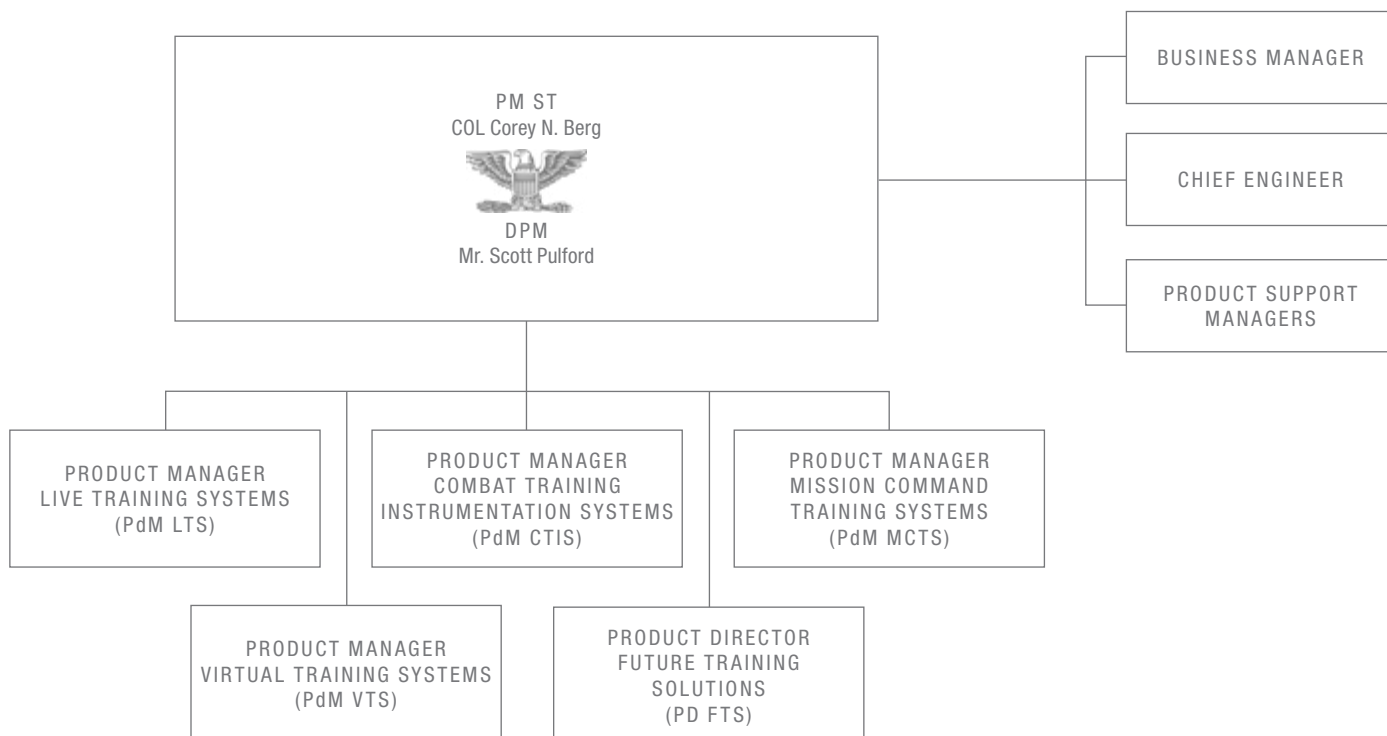 PM ST
COL Corey N. Berg
DPM
Mr. Scott Pulford
BUSINESS MANAGER
CHIEF ENGINEER
PRODUCT SUPPORT
MANAGERS
PRODUCT MANAGER
LIVE TRAINING SYSTEMS
(PdM LTS)
PRODUCT MANAGER
COMBAT TRAINING
INSTRUMENTATION SYSTEMS
(PdM CTIS)
PRODUCT MANAGER
MISSION COMMAND
TRAINING SYSTEMS
(PdM MCTS)
PRODUCT MANAGER
VIRTUAL TRAINING SYSTEMS
(PdM VTS)
PRODUCT DIRECTOR
FUTURE TRAINING
SOLUTIONS
(PD FTS)